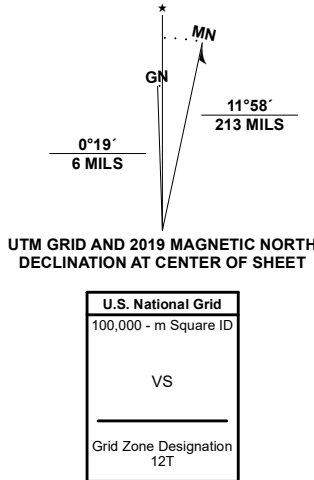 ★
MN
GN
11°58´
213 MILS
0°19´
6 MILS
UTM GRID AND 2019 MAGNETIC NORTH
DECLINATION AT CENTER OF SHEET
U.S. National Grid
100,000 - m Square ID
VS
Grid Zone Designation
12T